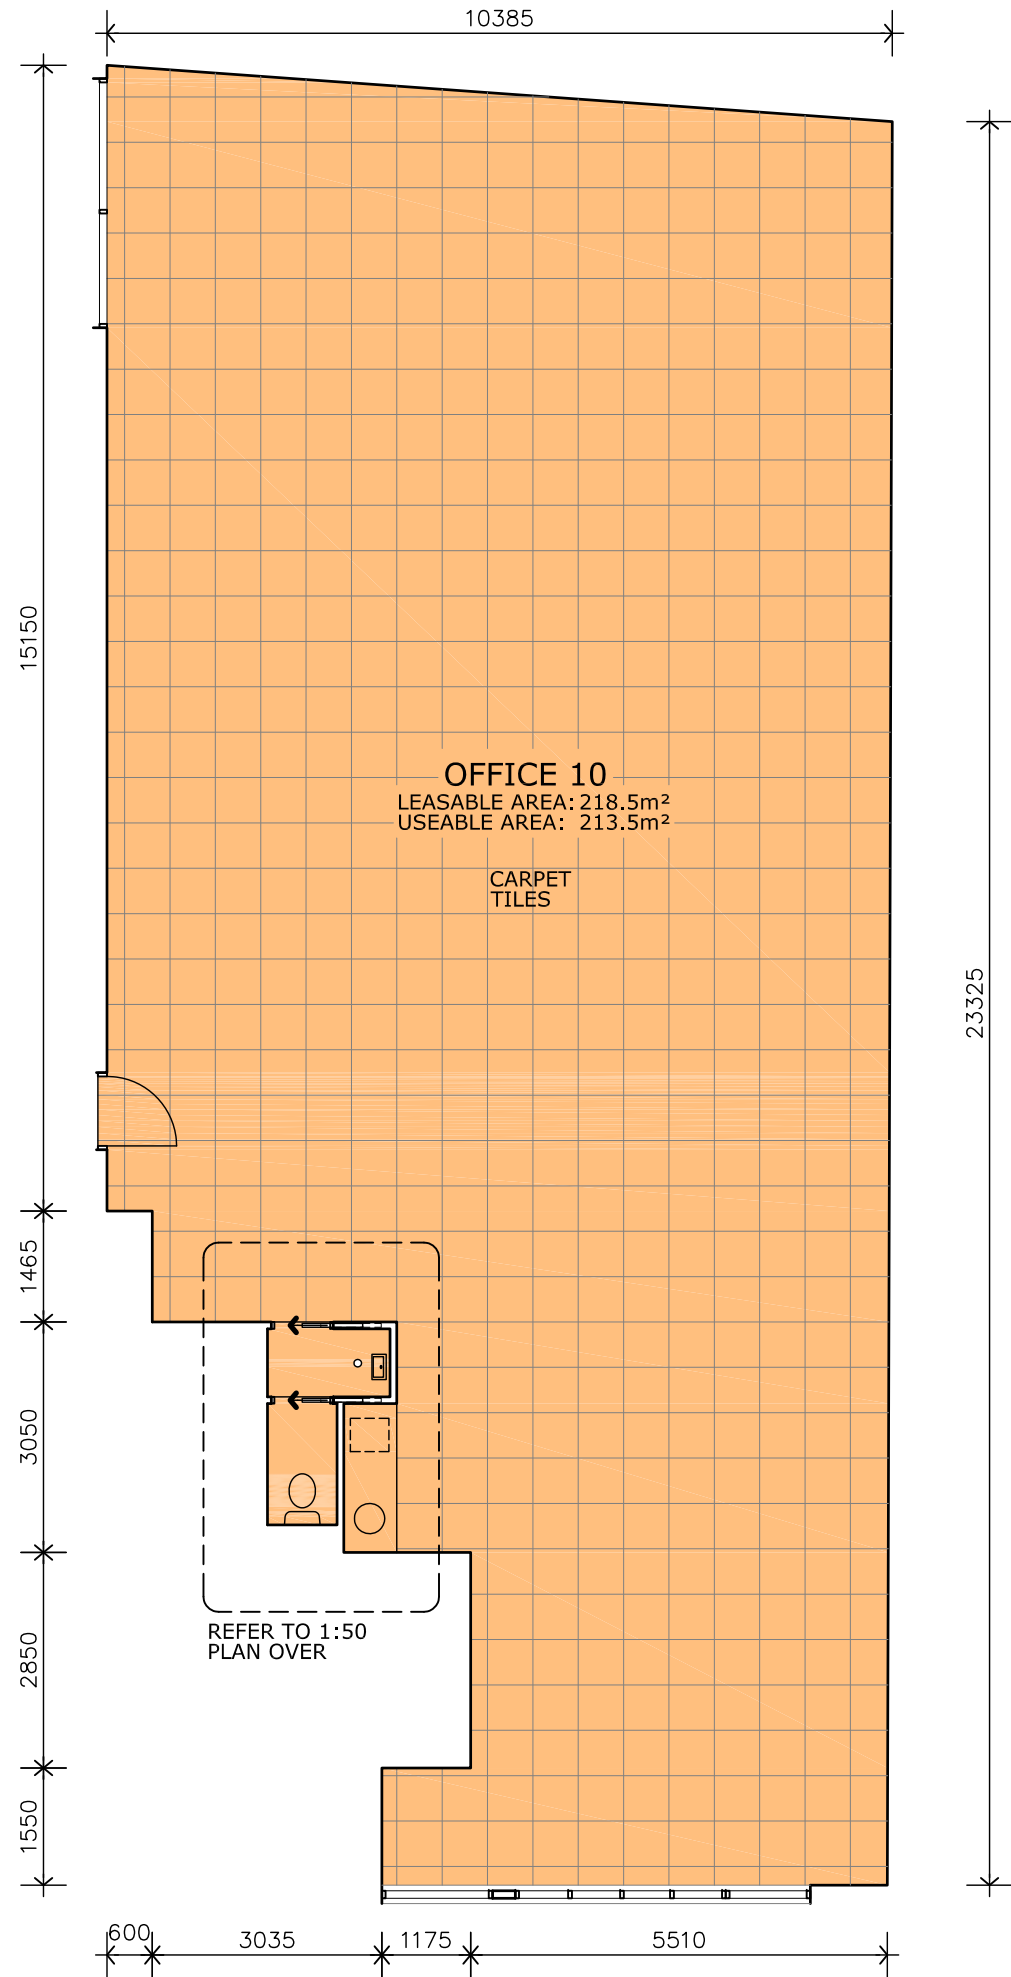 10385
15150
OFFICE 10
LEASABLE AREA: 218.5m²
USEABLE AREA: 213.5m²
CARPET
TILES
23325
1465
3050
REFER TO 1:50
PLAN OVER
2850
1550
600
3035
1175
5510